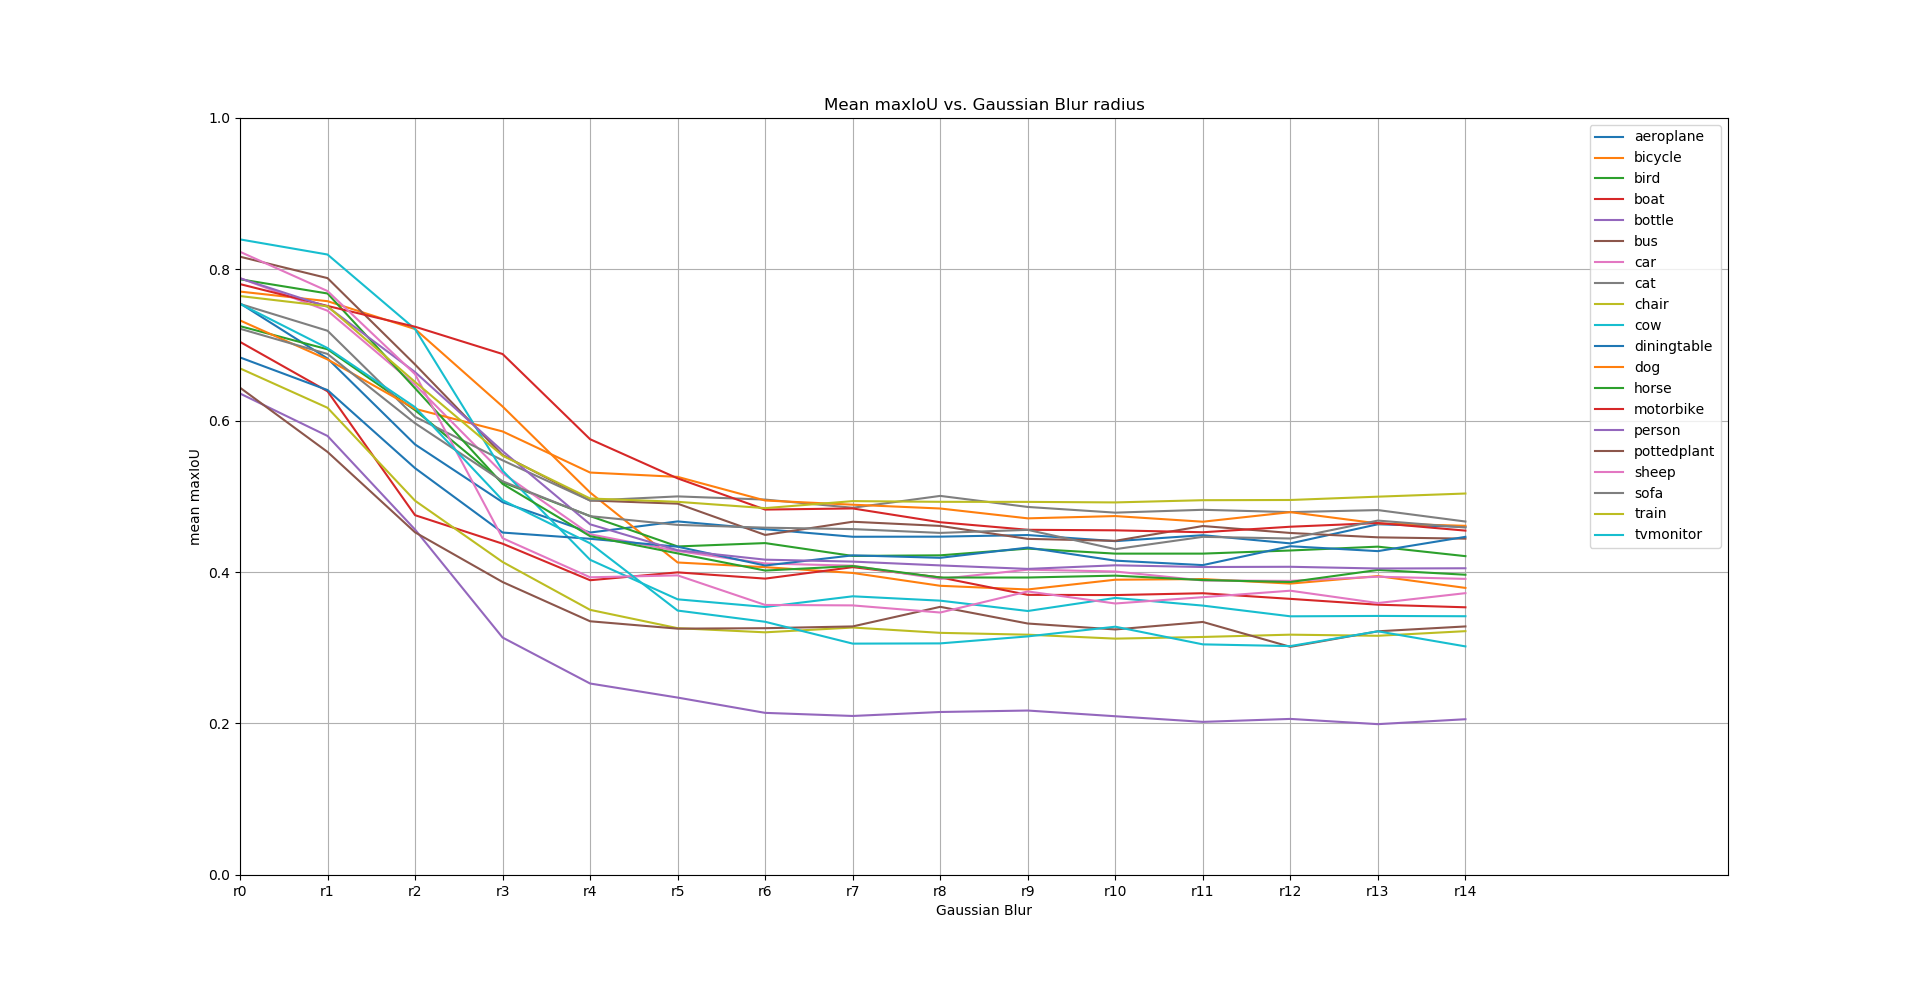 Mean maxIoU vs. Gaussian Blur radius
1.0
0.8
0.6
0.4
0.2
0.0
mean maxIoU
r0 r1 r2 r3 r4 r5 r6 r7 r8 r9 r10 r11 r12 r13 r14
Gaussian Blur
aeroplane
bicycle
bird
boat
bottle
bus
car
cat
chair
cow
diningtable
dog
horse
motorbike
person
pottedplant
sheep
sofa
train
tvmonitor